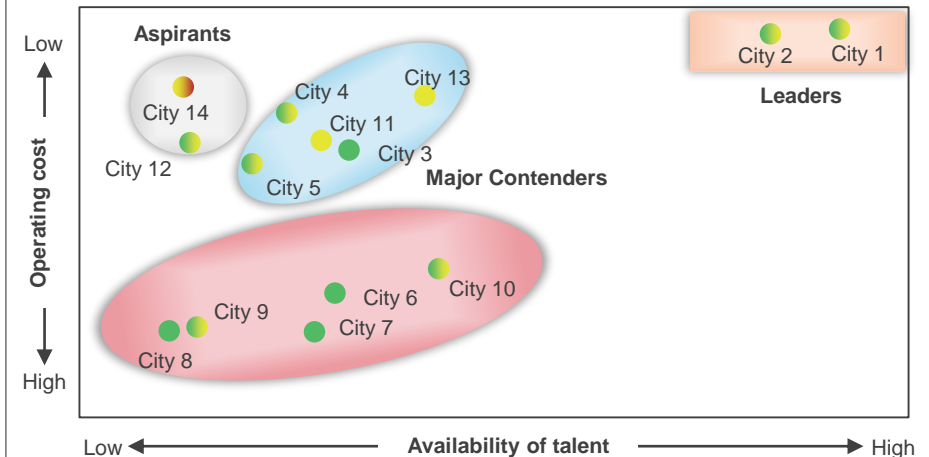 Low
Operating cost
High
Aspirants
City 14
City 12
City 4
City 13
City 11
City 3
City 5
Major Contenders
City 2
City 1
Leaders
City 10
City 6
City 9
City 7
City 8
Low
Availability of talent
High